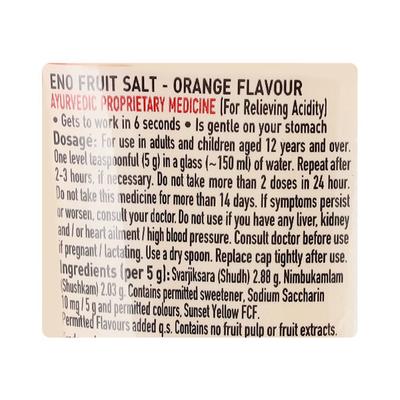 ENO FRUIT SALT - ORANGE FLAVOUR
AYURVEDIC PROPRIETARY MEDICINE (For Relieving Acidity)
• Gets to work in 6 seconds • Is gentle on your stomach
Dosage: For use in adults and children aged 12 years and over.
One level teaspoonful (5 g) in a glass (~150 ml) of water. Repeat after
2-3 hours, if necessary. Do not take more than 2 doses in 24 hour.
Do not take this medicine for more than 14 days. If symptoms persist
or worsen, consult your doctor. Do not use if you have any liver, kidney
and / or heart ailment / high blood pressure. Consult doctor before use
if pregnant / lactating. Use a dry spoon. Replace cap tightly after use.
Ingredients (per 5 g): Svarjiksara (Shudh) 2.88 g, Nimbukamlam
(Shushkam) 2.03 g. Contains permitted sweetener, Sodium Saccharin
10 mg / 5 g and permitted colours, Sunset Yellow FCF.
Permitted Flavours added q.s. Contains no fruit pulp or fruit extracts.